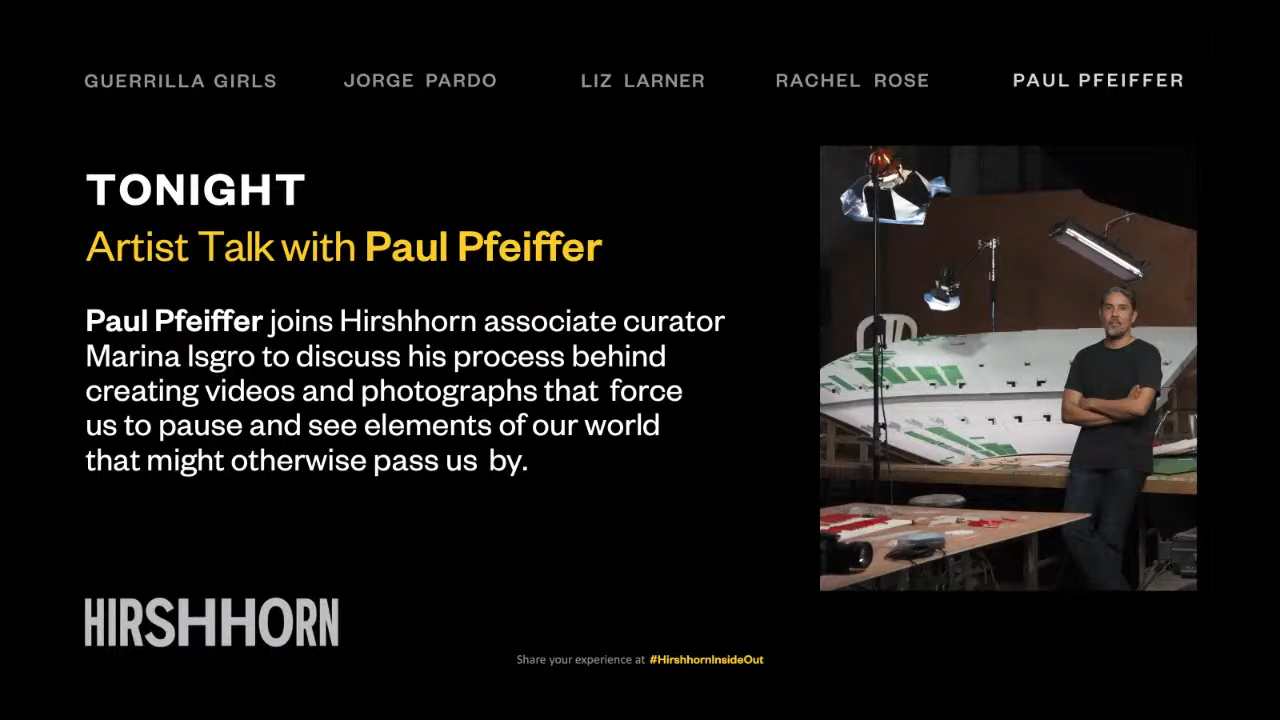 GUERRILLA GIRLS JORGE PARDO LIZ LARNER RACHEL ROSE PAUL PFEIFFER
TONIGHT
Artist Talk with Paul Pfeiffer
Paul Pfeiffer joins Hirshhorn associate curator
Marina Isgro to discuss his process behind
creating videos and photographs that force
us to pause and see elements of our world
that might otherwise pass us by.
HIRSHHORN
Share your experience at #HirshhornInsideOut